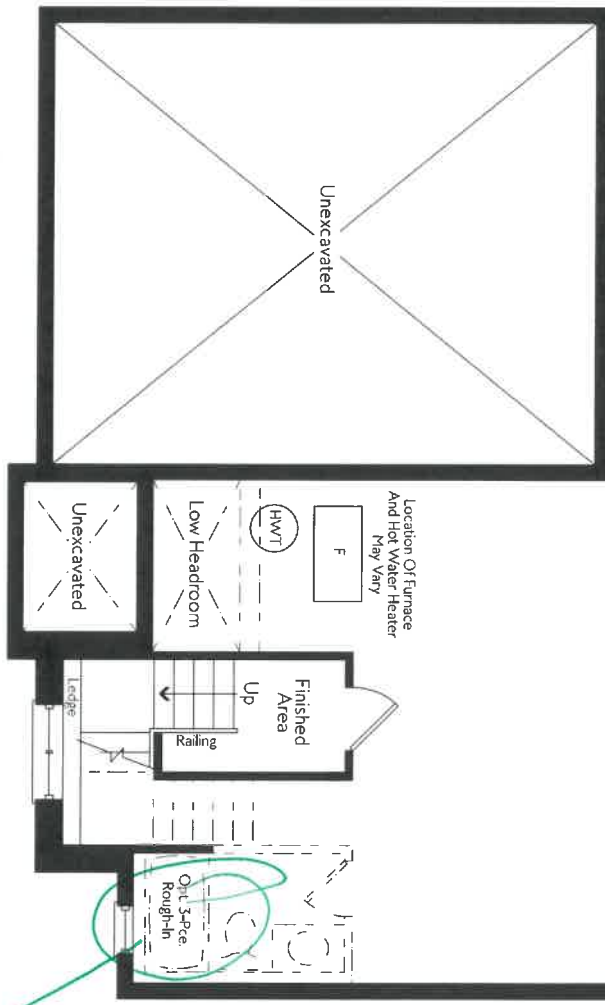 Unexcavated
Location Of Furnace
And Hot Water Heater
May Vary
F
HWT
Low Headroom
Unexcavated
Finished
Area
Up
Railing
Ledge
Opt. 3-Pce.
Rough-In